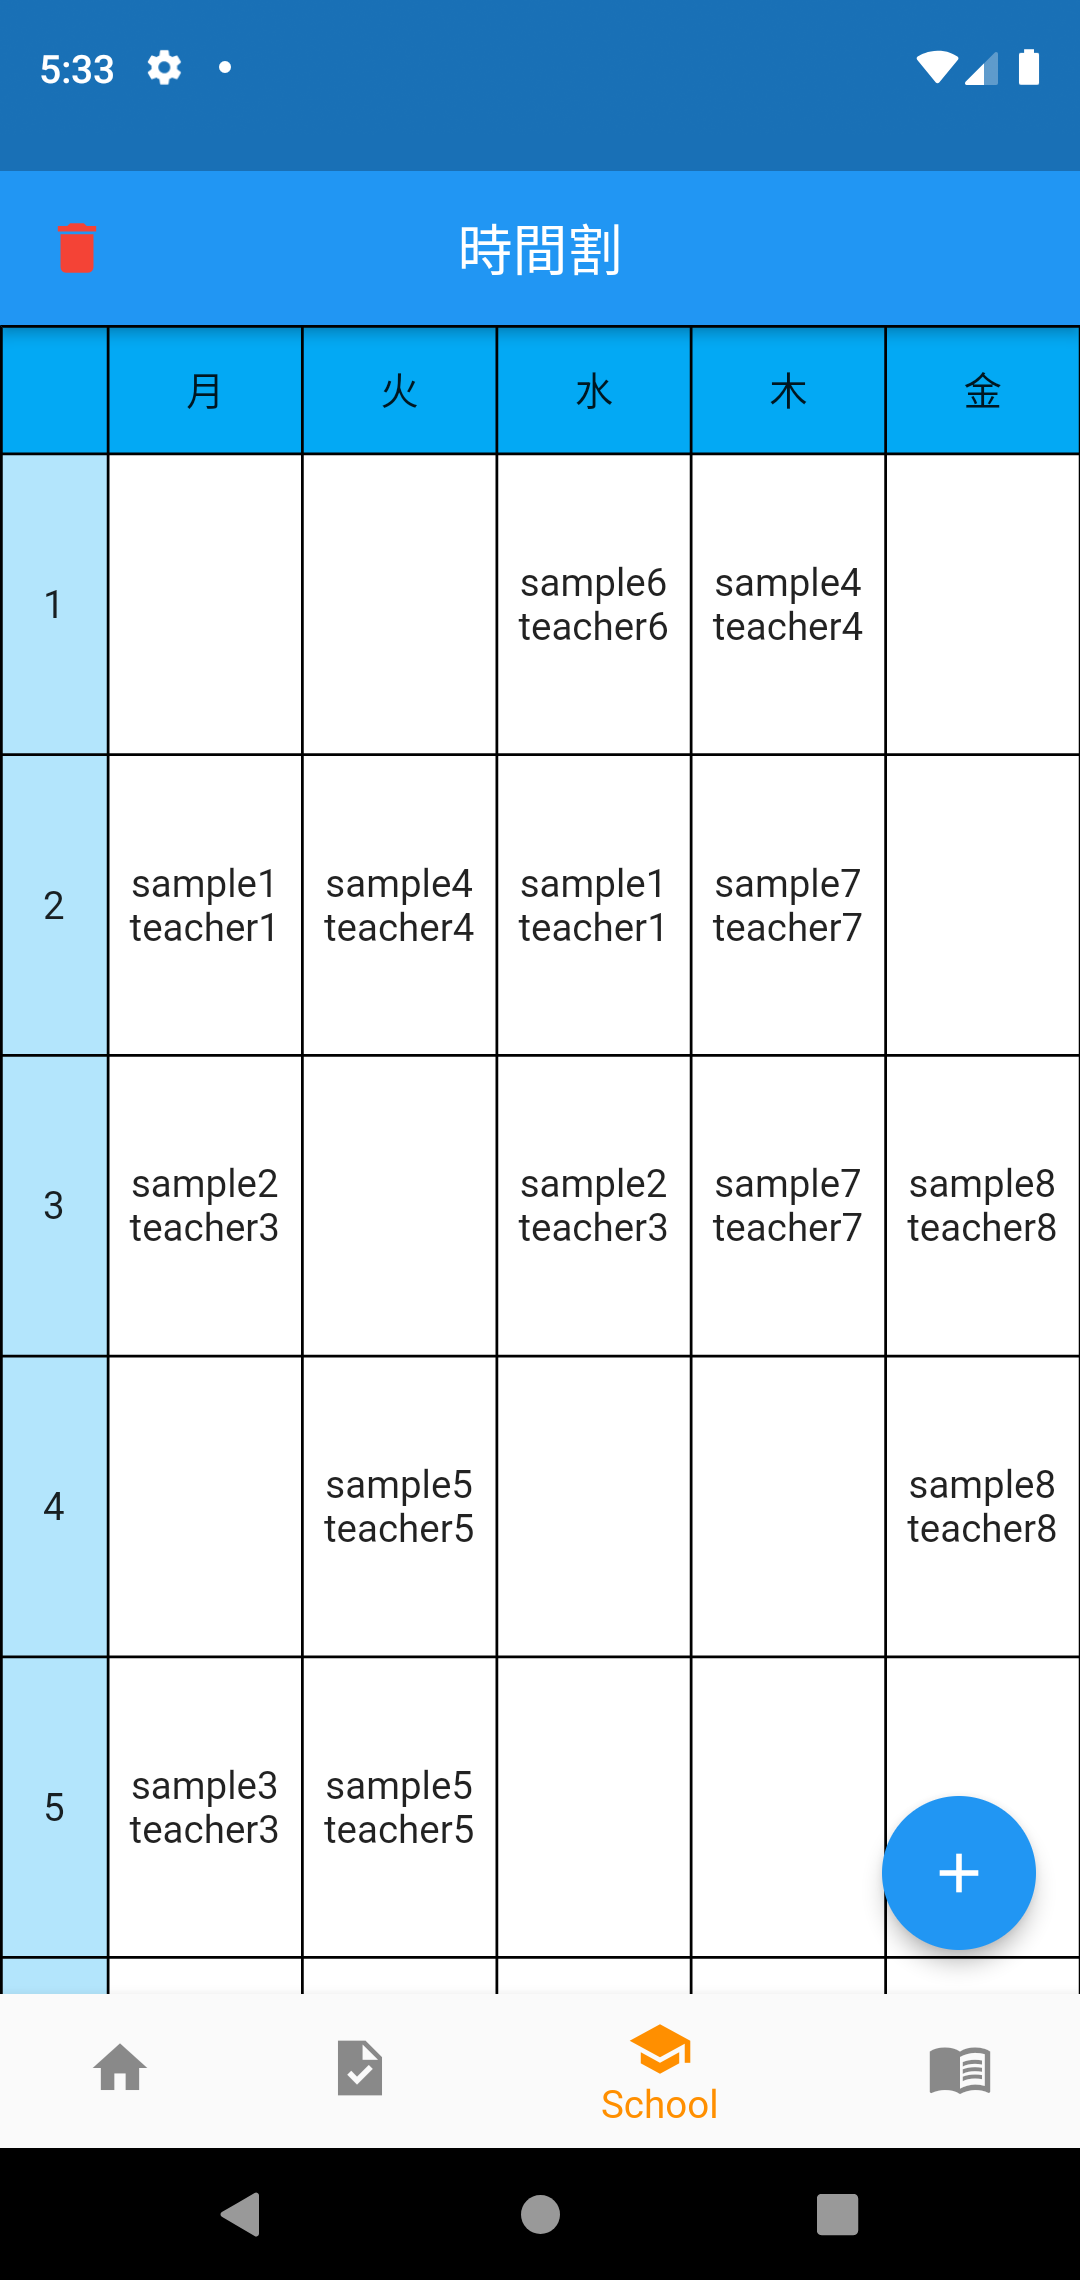 5:33
時間割
月 火 水 木 金
1
sample6 sample4
teacher6 teacher4
2
sample1 sample4 sample1 sample7
teacher1 teacher4 teacher1 teacher7
3
sample2 sample2 sample7 sample8
teacher3 teacher3 teacher7 teacher8
4
sample5 sample8
teacher5 teacher8
5
sample3 sample5
teacher3 teacher5
School